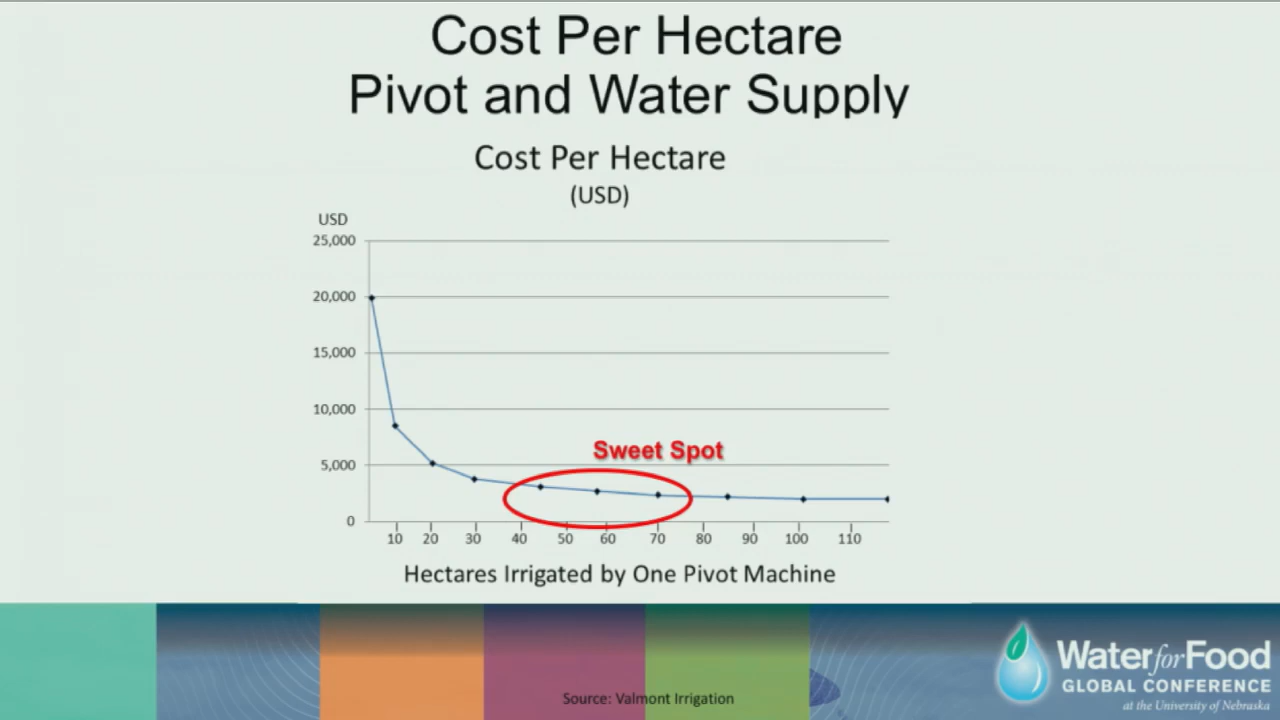 Cost Per Hectare
Pivot and Water Supply
Cost Per Hectare
(USD)
USD
25,000
20,000
15,000
10,000
5,000
0
Sweet Spot
10 20 30 40 50 60 70 80 90 100 110
Hectares Irrigated by One Pivot Machine
Source: Valmont Irrigation
Water for Food
GLOBAL CONFERENCE
at the University of Nebraska